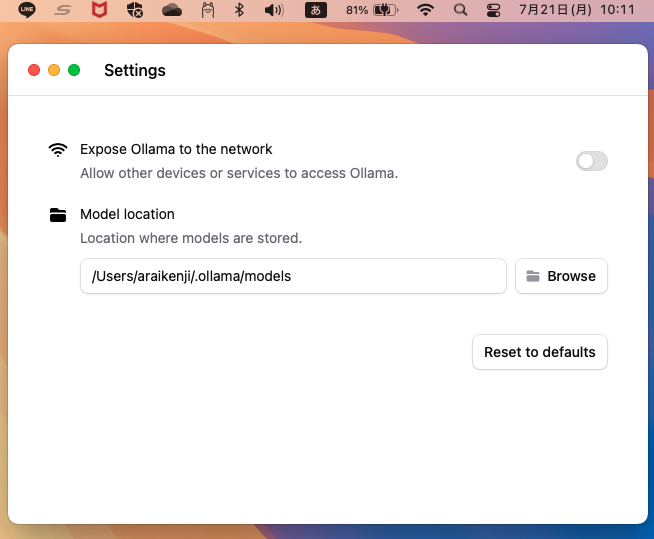 LINE
あ 81% 7月21日(月) 10:11
Settings
Expose Ollama to the network
Allow other devices or services to access Ollama.
Model location
Location where models are stored.
/Users/araikenji/.ollama/models
Browse
Reset to defaults